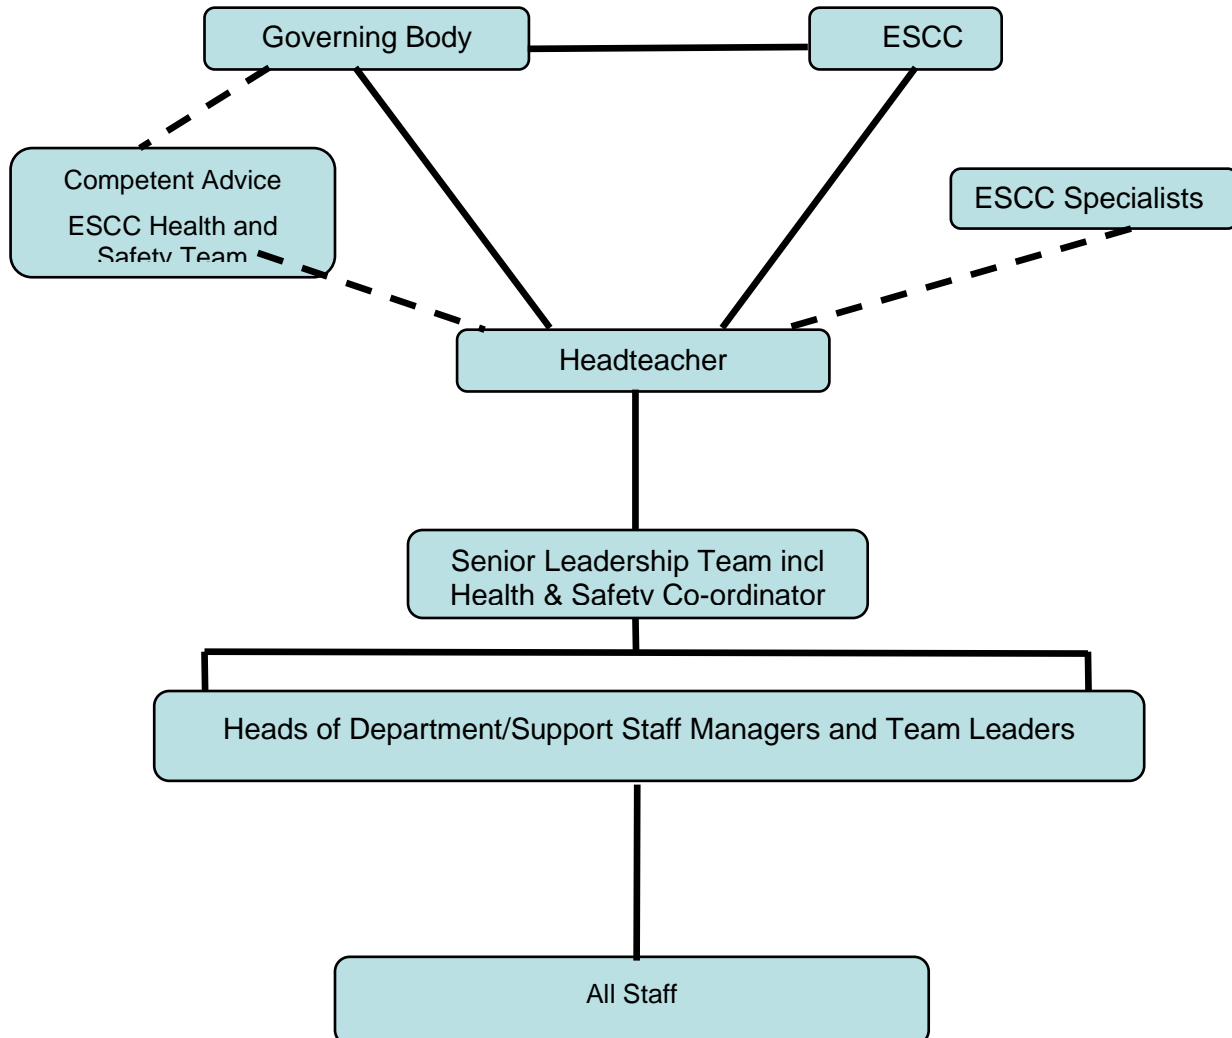 Governing Body
ESCC
Competent Advice
ESCC Health and
Safety Team
ESCC Specialists
Headteacher
Senior Leadership Team incl
Health & Safety Co-ordinator
Heads of Department/Support Staff Managers and Team Leaders
All Staff